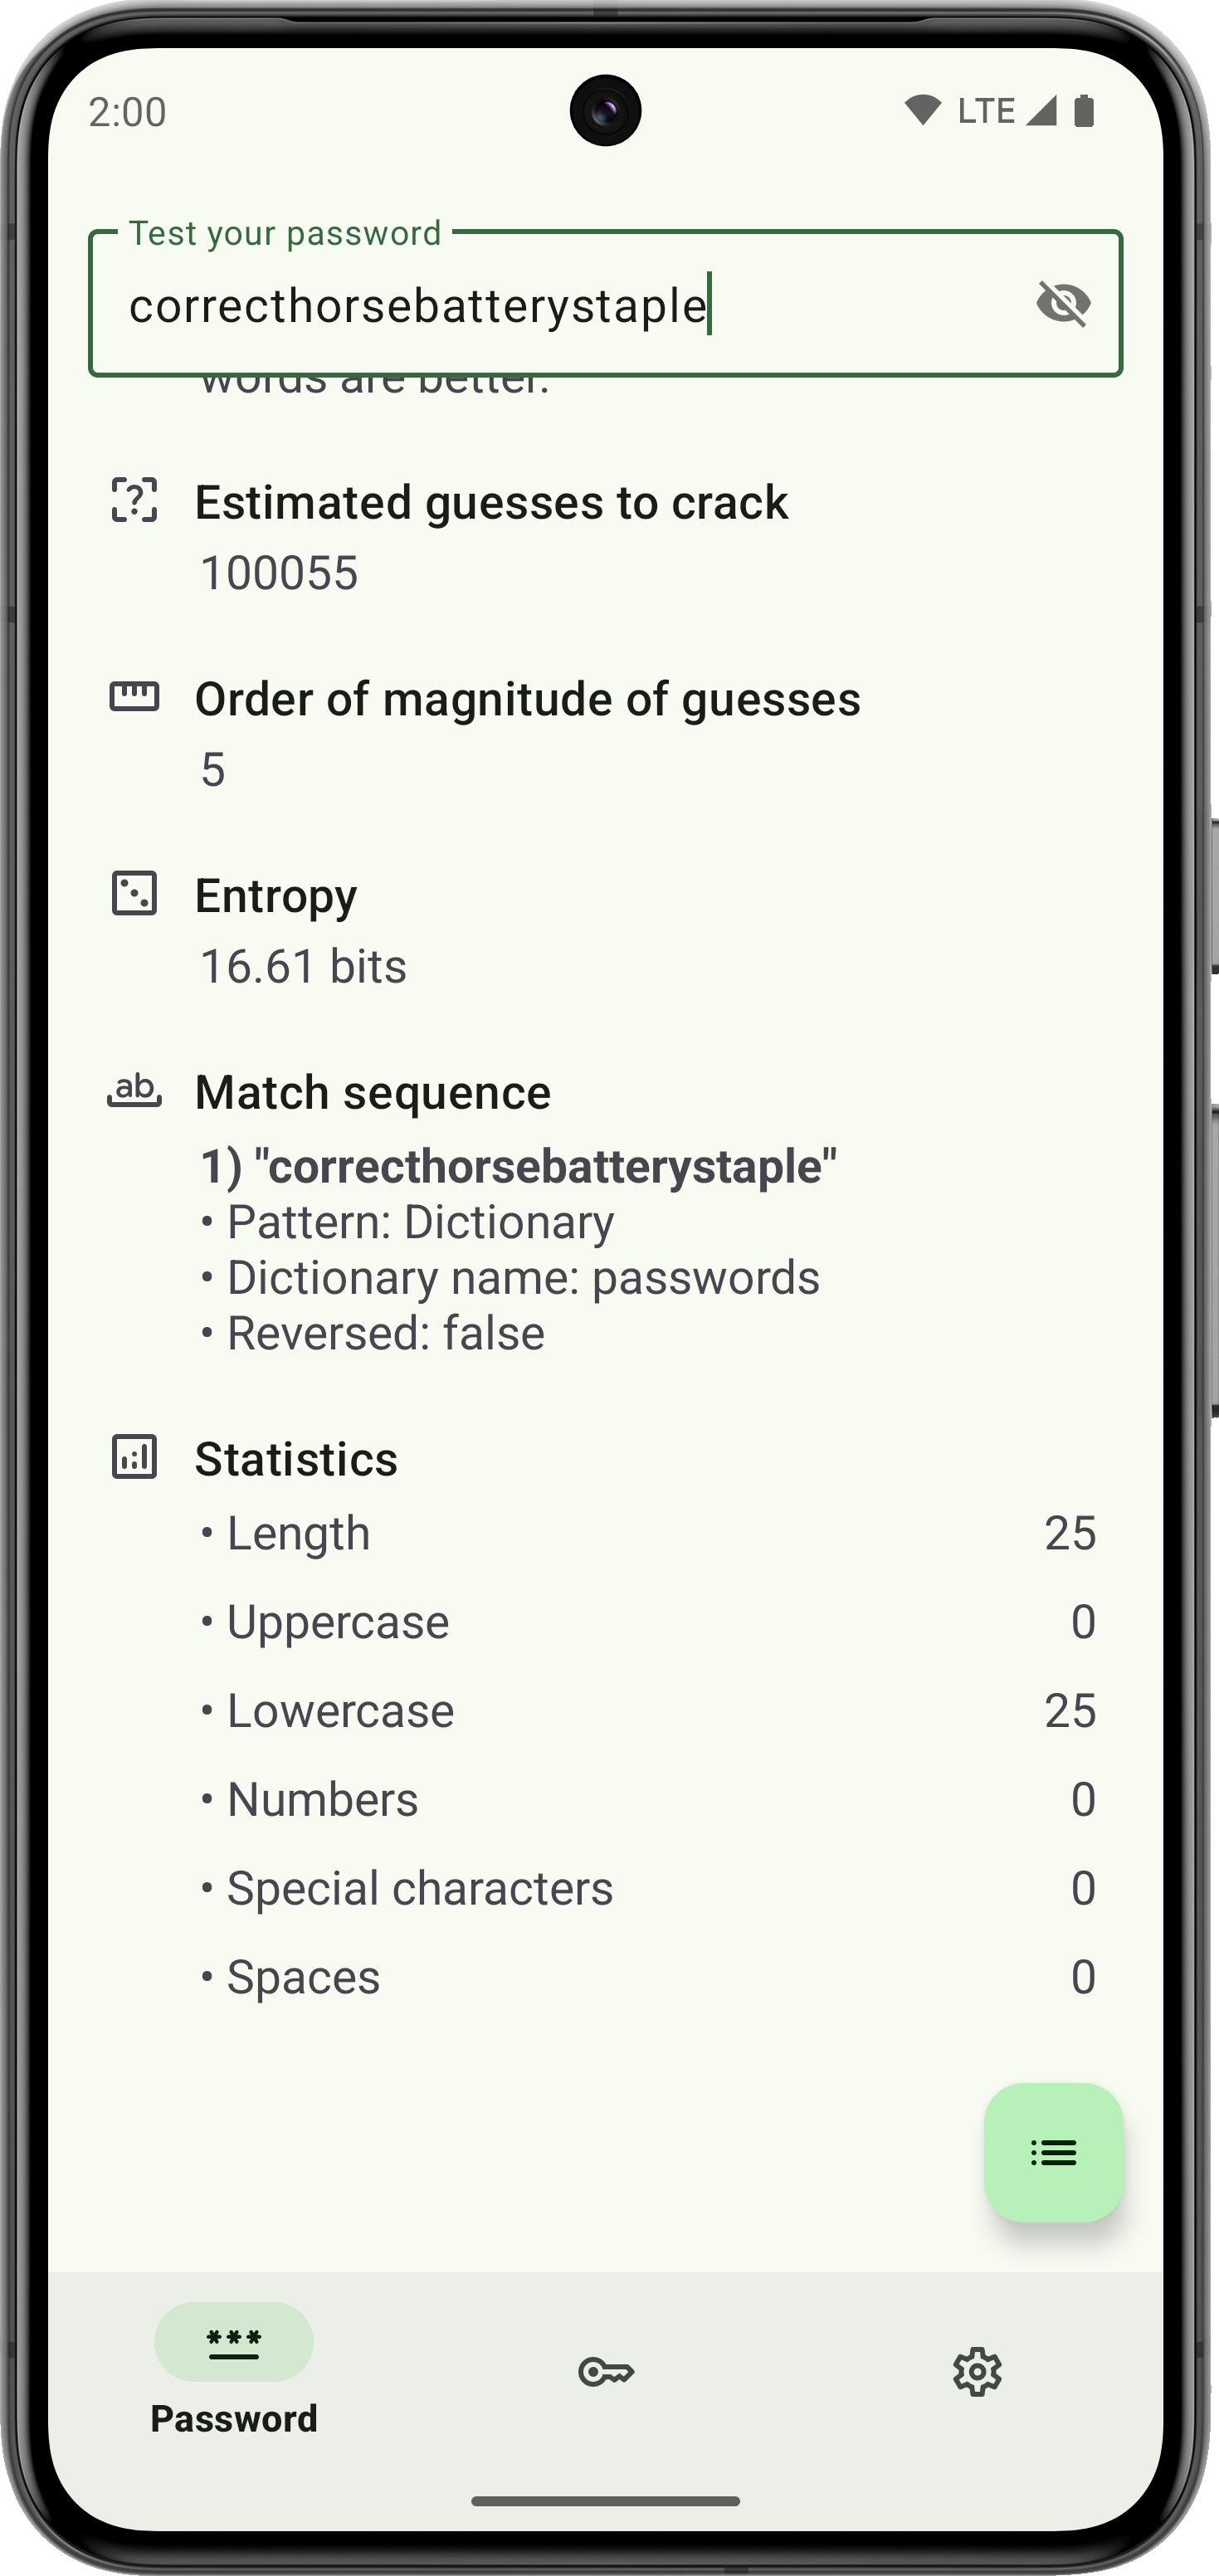 2:00
LTE
Test your password
correcthorsebatterystaple
words are better.
Estimated guesses to crack
100055
Order of magnitude of guesses
5
Entropy
16.61 bits
ab
Match sequence
1) "correcthorsebatterystaple"
• Pattern: Dictionary
• Dictionary name: passwords
• Reversed: false
Statistics
• Length 25
• Uppercase 0
• Lowercase 25
• Numbers 0
• Special characters 0
• Spaces 0
Password